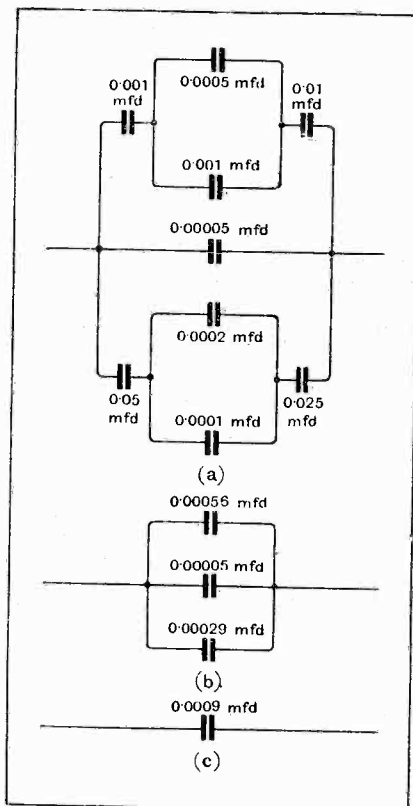 0·0005 mfd
0·001
mfd
0·01
mfd
0·001 mfd
0·00005 mfd
0·0002 mfd
0·05
mfd
0·0001 mfd
0·025
mfd
(a)
0·00056 mfd
0·00005 mfd
0·00029 mfd
(b)
0·0009 mfd
(c)